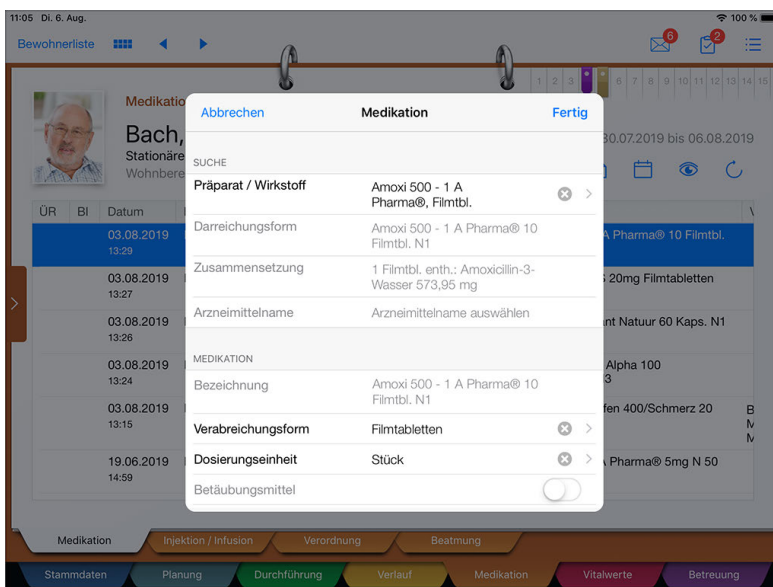 11:05 Di. 6. Aug. 100 %
Bewohnerliste 6 2
1 2 3 6 7 8 9 10 11 12 13 14 15
Medikatio
Bach,
30.07.2019 bis 06.08.2019
Stationäre
Wohnbere
Abbrechen Medikation Fertig
SUCHE
Präparat / Wirkstoff Amoxi 500 - 1 A
Pharma®, Filmtbl.
Darreichungsform Amoxi 500 - 1 A Pharma® 10
Filmtbl. N1
Zusammensetzung 1 Filmtbl. enth.: Amoxicillin-3-
Wasser 573,95 mg
Arzneimittelname Arzneimittelname auswählen
MEDIKATION
Bezeichnung Amoxi 500 - 1 A Pharma® 10
Filmtbl. N1
Verabreichungsform Filmtabletten
Dosierungseinheit Stück
Betäubungsmittel
ÜR BI Datum
03.08.2019 A Pharma® 10 Filmtbl.
13:29
03.08.2019 20mg Filmtabletten
13:27
03.08.2019 nt Natuur 60 Kaps. N1
13:26
03.08.2019 Alpha 100
13:24 3
03.08.2019 fen 400/Schmerz 20 B
13:15 M
M
19.06.2019 Pharma® 5mg N 50
14:59
Medikation Injektion / Infusion Verordnung Beatmung
Stammdaten Planung Durchführung Verlauf Medikation Vitalwerte Betreuung